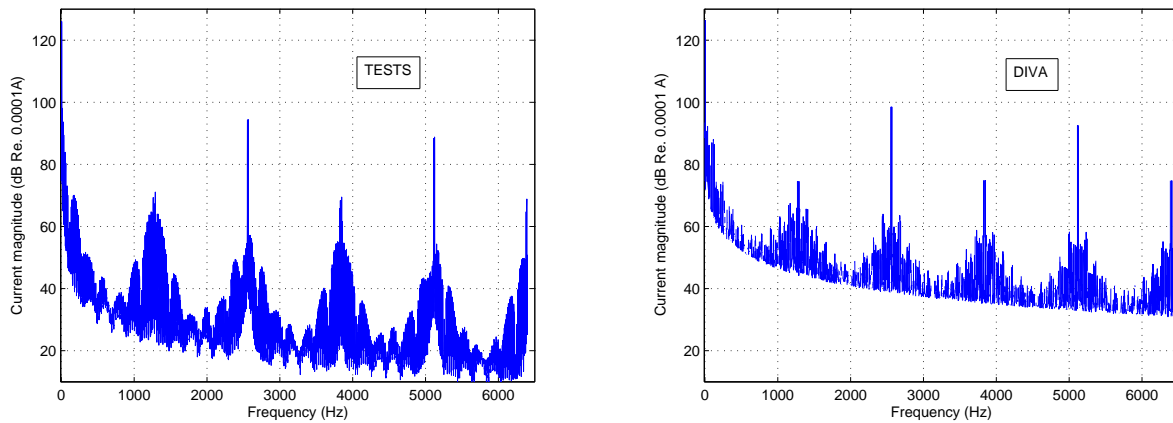 120
100
80
60
40
20
0 1000 2000 3000 4000 5000 6000
Frequency (Hz)
Current magnitude (dB Re. 0.0001A)
TESTS
120
100
80
60
40
20
0 1000 2000 3000 4000 5000 6000
Frequency (Hz)
Current magnitude (dB Re. 0.0001 A)
DIVA